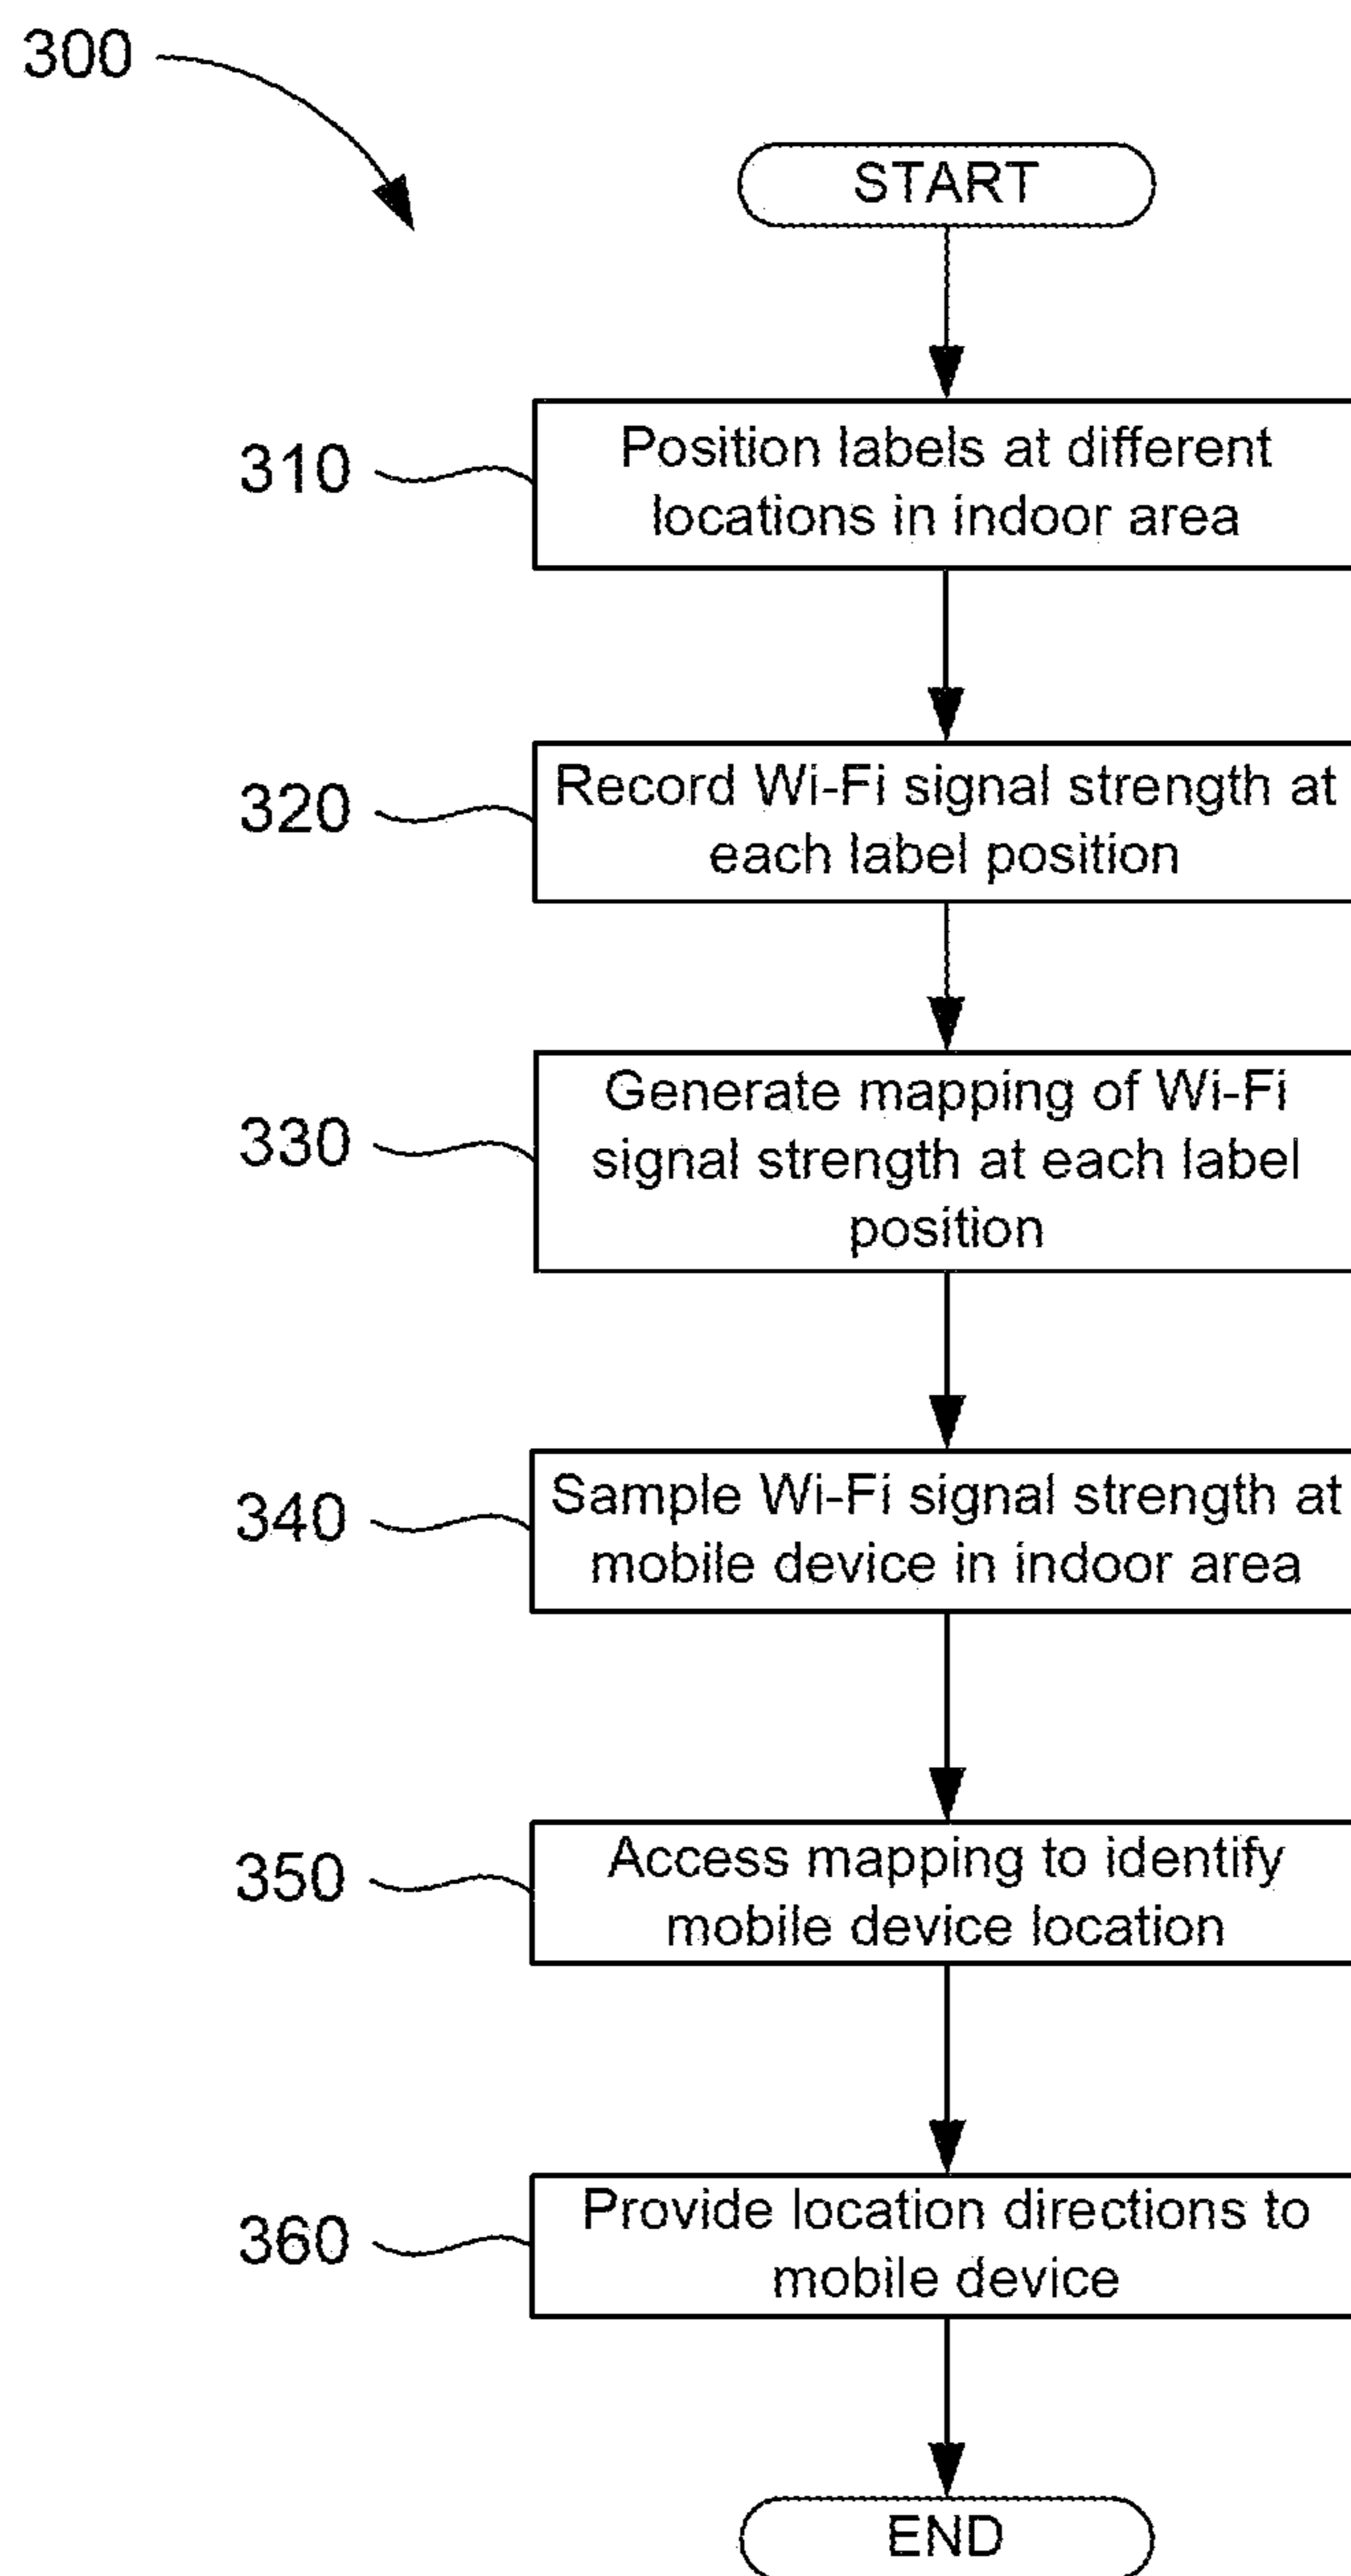 300
START
310
Position labels at different
locations in indoor area
320
Record Wi-Fi signal strength at
each label position
330
Generate mapping of Wi-Fi
signal strength at each label
position
340
Sample Wi-Fi signal strength at
mobile device in indoor area
350
Access mapping to identify
mobile device location
360
Provide location directions to
mobile device
END